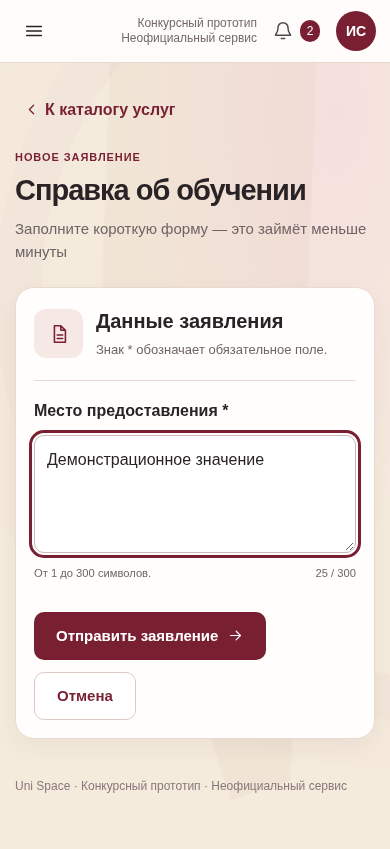 Конкурсный прототип
Неофициальный сервис
2
ИС
К каталогу услуг
НОВОЕ ЗАЯВЛЕНИЕ
Справка об обучении
Заполните короткую форму — это займёт меньше
минуты
Данные заявления
Знак * обозначает обязательное поле.
Место предоставления *
Демонстрационное значение
От 1 до 300 символов.
25 / 300
Отправить заявление →
Отмена
Uni Space · Конкурсный прототип · Неофициальный сервис